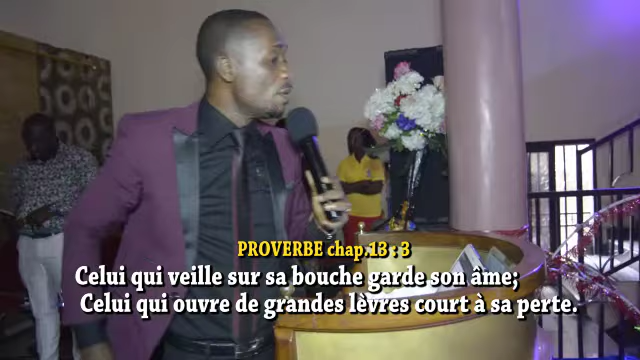 PROVERBE chap.13 : 3
Celui qui veille sur sa bouche garde son âme;
Celui qui ouvre de grandes lèvres court à sa perte.